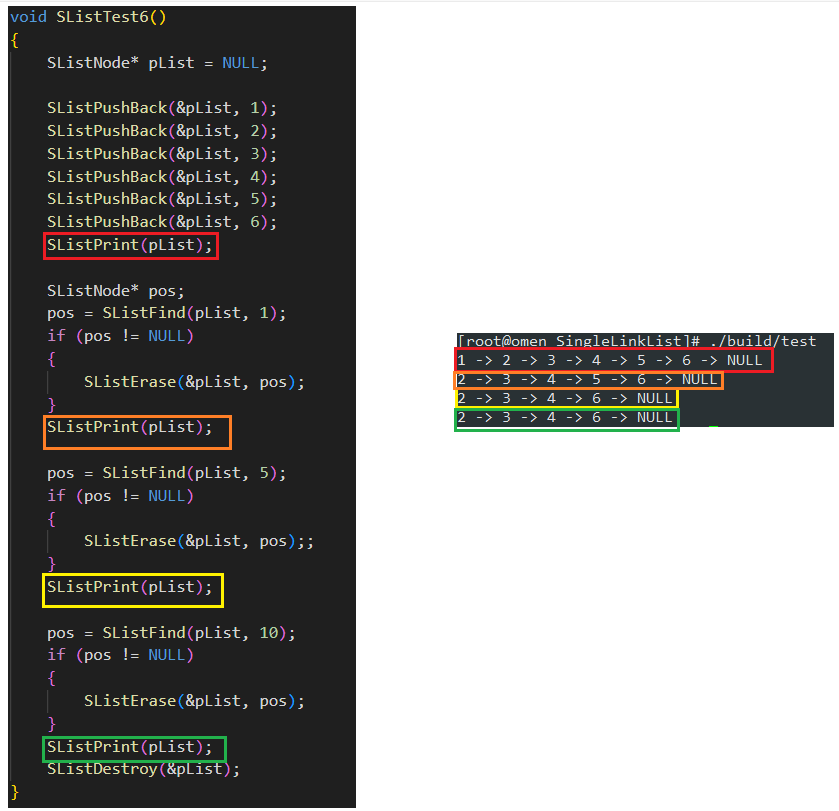 void SListTest6()
{
    SListNode* pList = NULL;

    SListPushBack(&pList, 1);
    SListPushBack(&pList, 2);
    SListPushBack(&pList, 3);
    SListPushBack(&pList, 4);
    SListPushBack(&pList, 5);
    SListPushBack(&pList, 6);
    SListPrint(pList);

    SListNode* pos;
    pos = SListFind(pList, 1);
    if (pos != NULL)
    {
        SListErase(&pList, pos);
    }
    SListPrint(pList);

    pos = SListFind(pList, 5);
    if (pos != NULL)
    {
        SListErase(&pList, pos);;
    }
    SListPrint(pList);

    pos = SListFind(pList, 10);
    if (pos != NULL)
    {
        SListErase(&pList, pos);
    }
    SListPrint(pList);
    SListDestroy(&pList);
}
[root@omen SingleLinkList]# ./build/test
1 -> 2 -> 3 -> 4 -> 5 -> 6 -> NULL
2 -> 3 -> 4 -> 5 -> 6 -> NULL
2 -> 3 -> 4 -> 6 -> NULL
2 -> 3 -> 4 -> 6 -> NULL